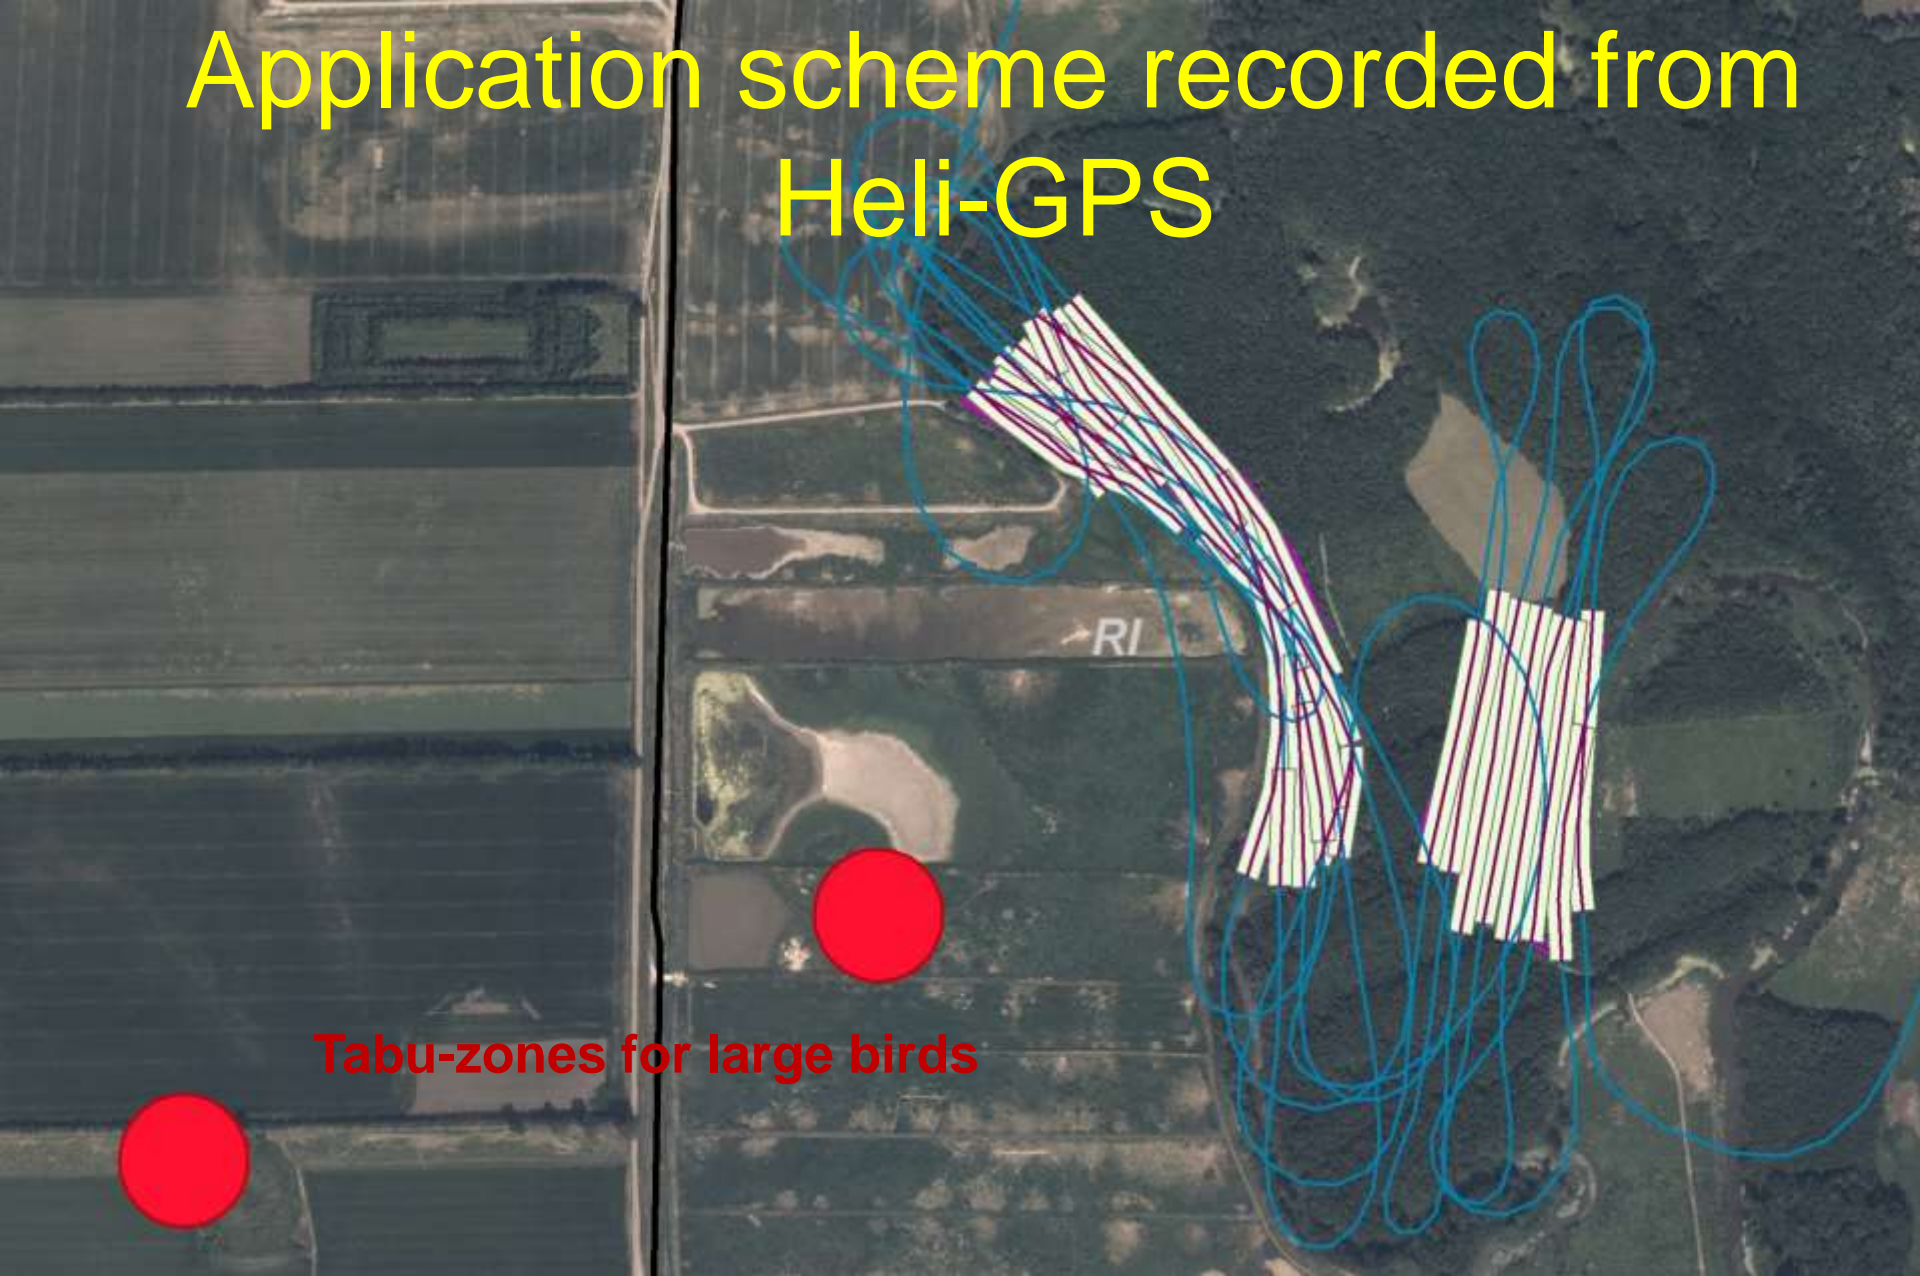 Application scheme recorded from
Heli-GPS
RI
Tabu-zones for large birds